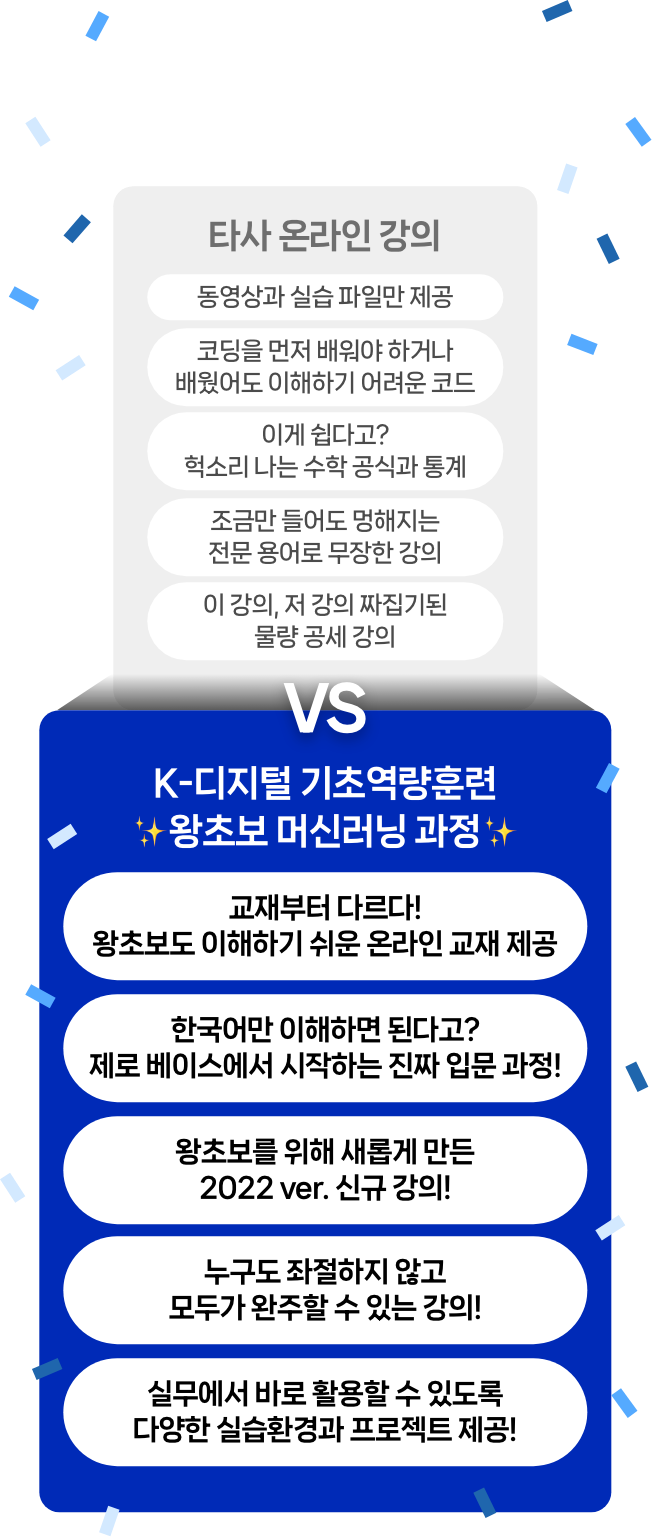 타사 온라인 강의
동영상과 실습 파일만 제공
코딩을 먼저 배워야 하거나
배웠어도 이해하기 어려운 코드
이게 쉽다고?
헉소리 나는 수학 공식과 통계
조금만 들어도 멍해지는
전문 용어로 무장한 강의
이 강의, 저 강의 짜집기된
물량 공세 강의
VS
K-디지털 기초역량훈련
✨왕초보 머신러닝 과정✨
교재부터 다르다!
왕초보도 이해하기 쉬운 온라인 교재 제공
한국어만 이해하면 된다고?
제로 베이스에서 시작하는 진짜 입문 과정!
왕초보를 위해 새롭게 만든
2022 ver. 신규 강의!
누구도 좌절하지 않고
모두가 완주할 수 있는 강의!
실무에서 바로 활용할 수 있도록
다양한 실습환경과 프로젝트 제공!